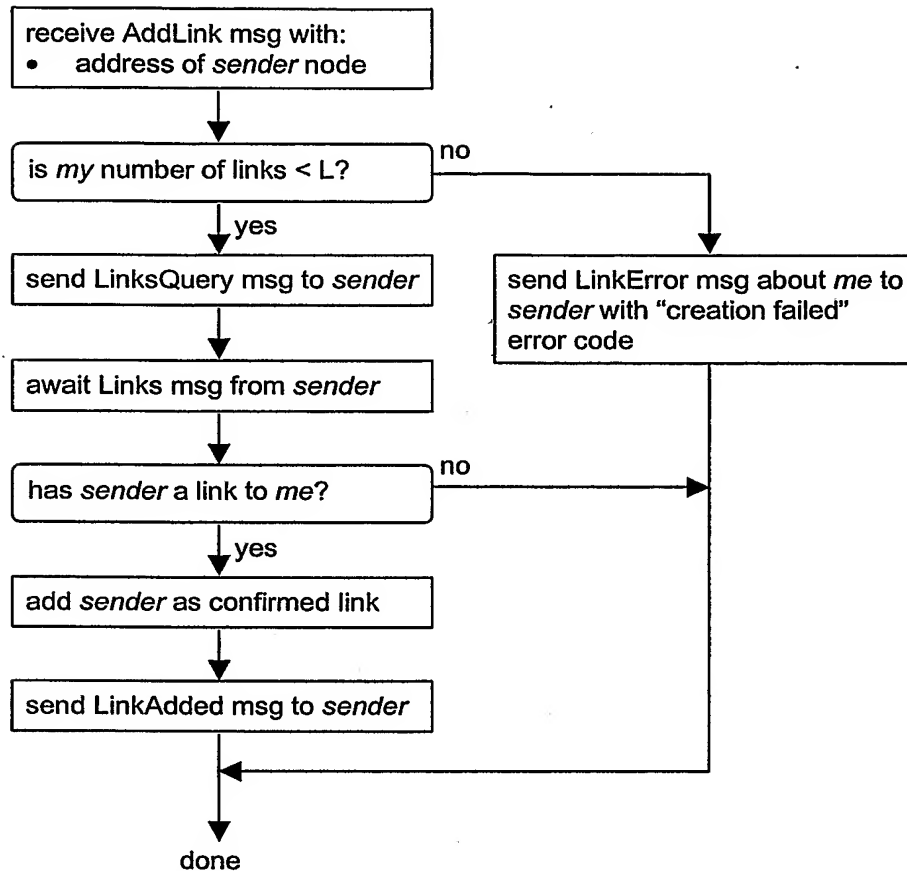 receive AddLink msg with:
• address of sender node
is my number of links < L?
no
yes
send LinksQuery msg to sender
send LinkError msg about me to
sender with “creation failed”
error code
await Links msg from sender
has sender a link to me?
no
yes
add sender as confirmed link
send LinkAdded msg to sender
done